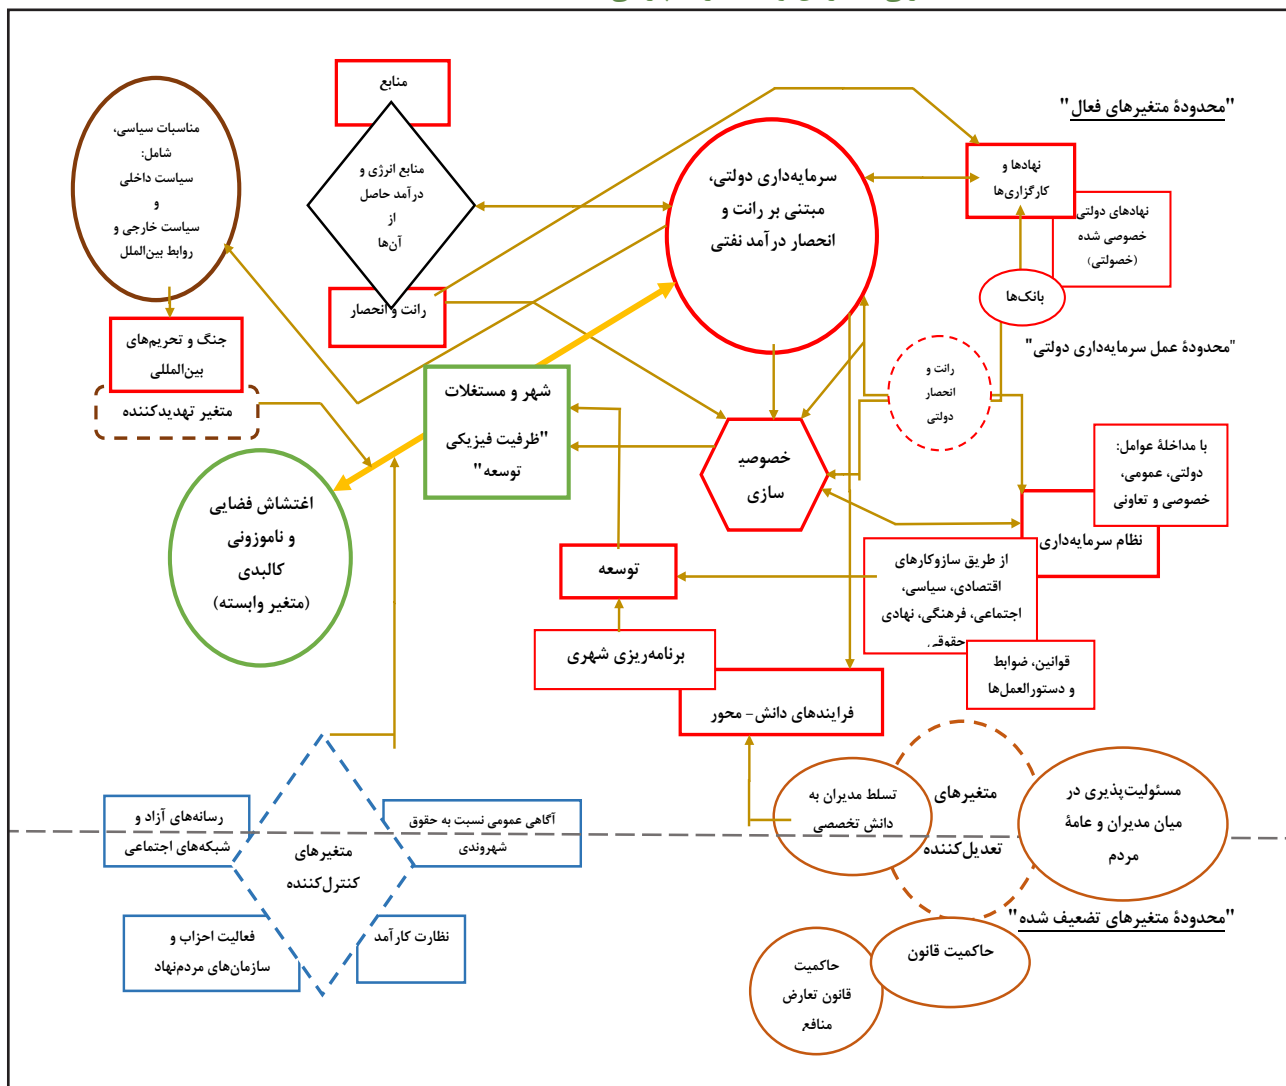 منابع
"محدودهٔ متغیرهای فعال"
مناسبات سیاسی،
شامل:
سیاست داخلی
و
سیاست خارجی و
روابط بین‌الملل
منابع انرژی و
درآمد حاصل
از
آن‌ها
سرمایه‌داری دولتی،
مبتنی بر رانت و
انحصار درآمد نفتی
نهادها و
کارگزاری‌ها
نهادهای دولتی
خصوصی شده
(خصولتی)
بانک‌ها
رانت و انحصار
جنگ و تحریم‌های
بین‌المللی
متغیر تهدیدکننده
"محدودهٔ عمل سرمایه‌داری دولتی"
رانت و
انحصار
دولتی
شهر و مستغلات
"ظرفیت فیزیکی
توسعه"
خصوصی
سازی
با مداخلهٔ عوامل:
دولتی، عمومی،
خصوصی و تعاونی
نظام سرمایه‌داری
اغتشاش فضایی
و ناموزونی
کالبدی
(متغیر وابسته)
توسعه
از طریق سازوکارهای
اقتصادی، سیاسی،
اجتماعی، فرهنگی، نهادی
حقوقی
قوانین، ضوابط
و دستورالعمل‌ها
برنامه‌ریزی شهری
فرایندهای دانش- محور
رسانه‌های آزاد و
شبکه‌های اجتماعی
آگاهی عمومی نسبت به حقوق
شهروندی
متغیرهای
کنترل‌کننده
فعالیت احزاب و
سازمان‌های مردم‌نهاد
نظارت کارآمد
تسلط مدیران به
دانش تخصصی
متغیرهای
تعدیل‌کننده
مسئولیت‌پذیری در
میان مدیران و عامهٔ
مردم
"محدودهٔ متغیرهای تضعیف شده"
حاکمیت قانون
حاکمیت
قانون تعارض
منافع